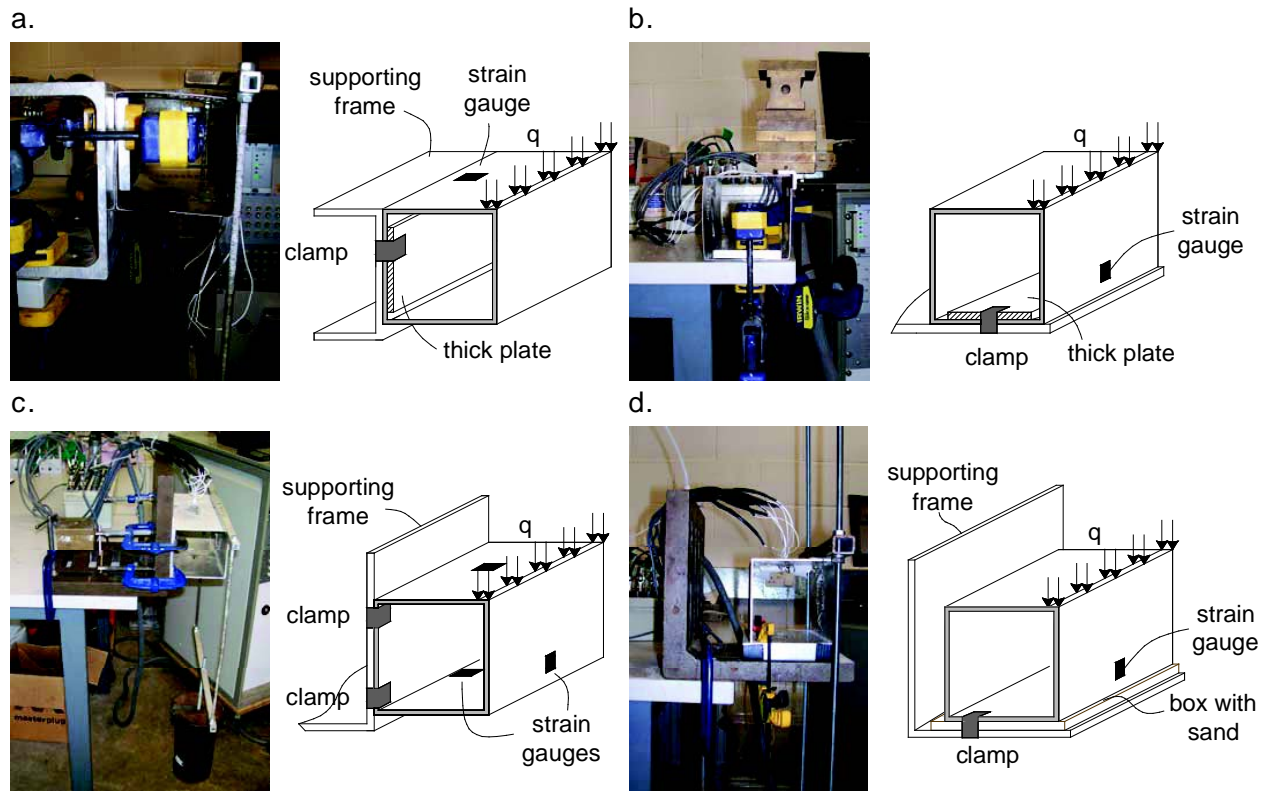 a.
supporting
frame
strain
gauge
q
clamp
thick plate
b.
q
strain
gauge
clamp
thick plate
c.
masterplug
supporting
frame
q
clamp
clamp
strain
gauges
d.
supporting
frame
q
strain
gauge
box with
sand
clamp